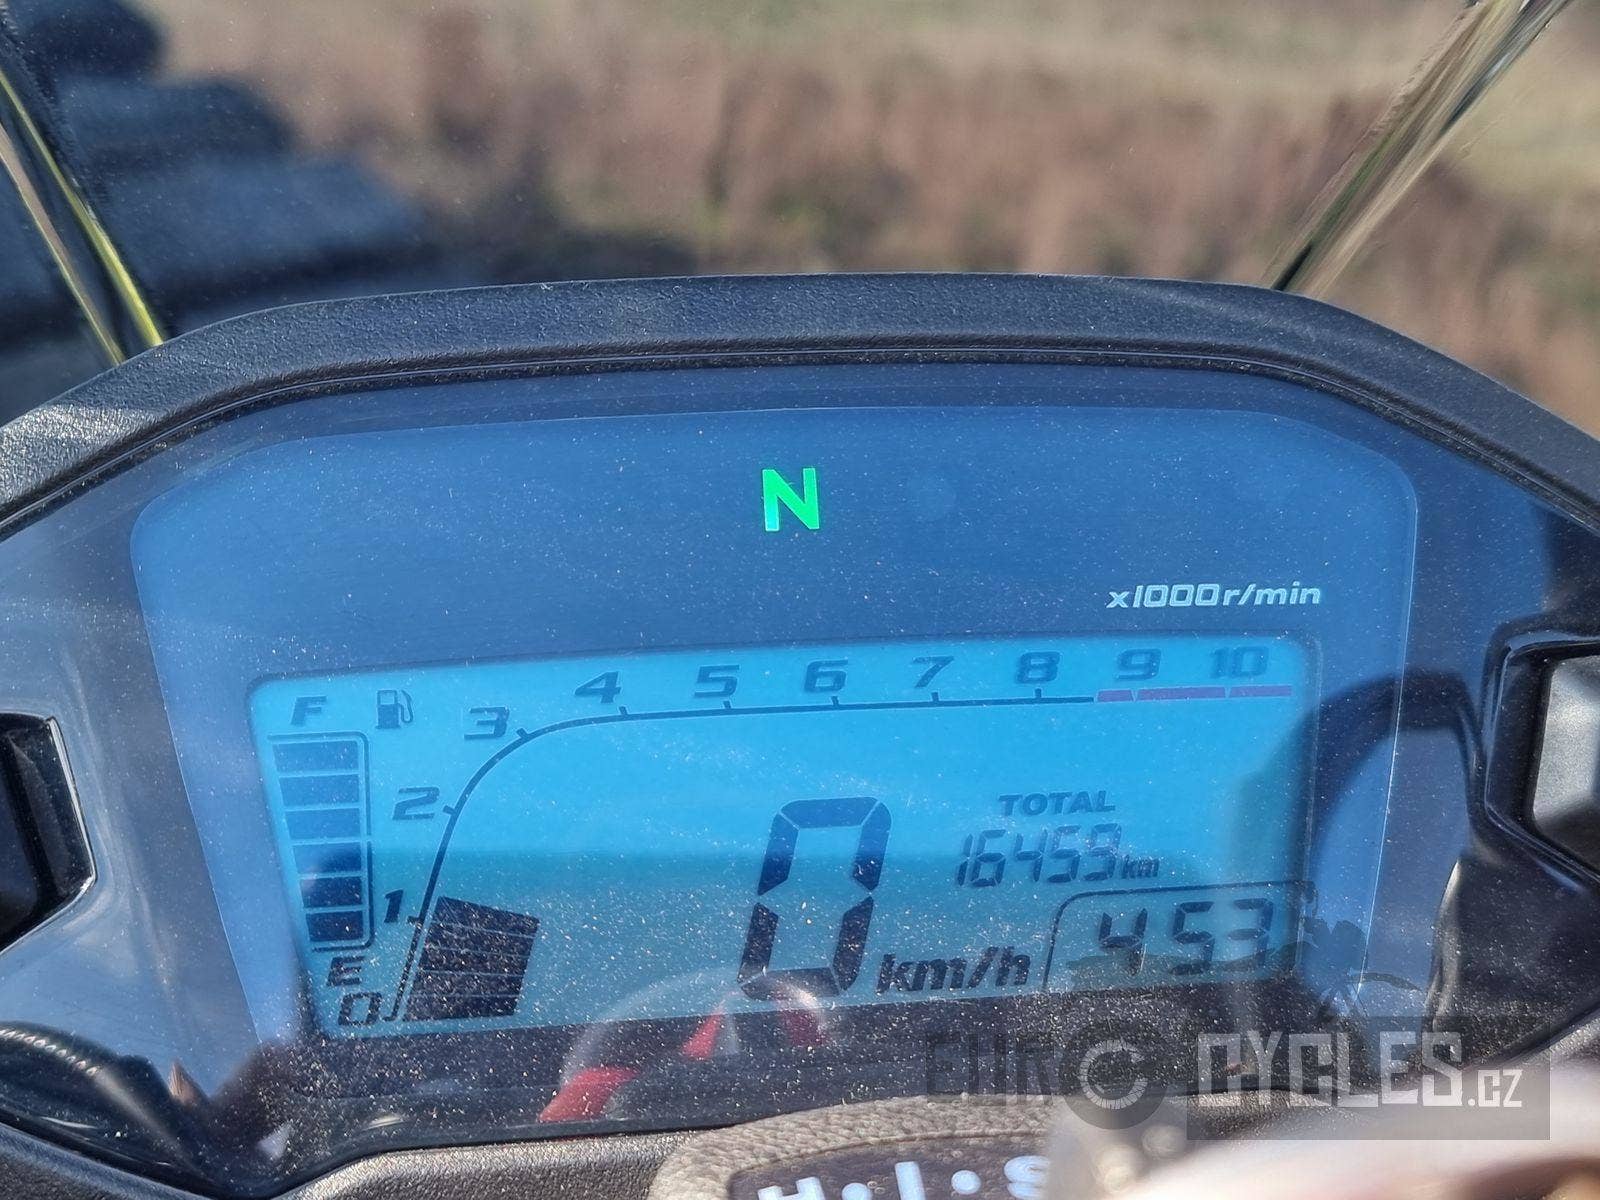 N
x1000r/min
F
3 4 5 6 7 8 9 10
2
TOTAL
16459km
1
0 km/h
4 53
E
0
EURO CYCLES.CZ
H·I·S